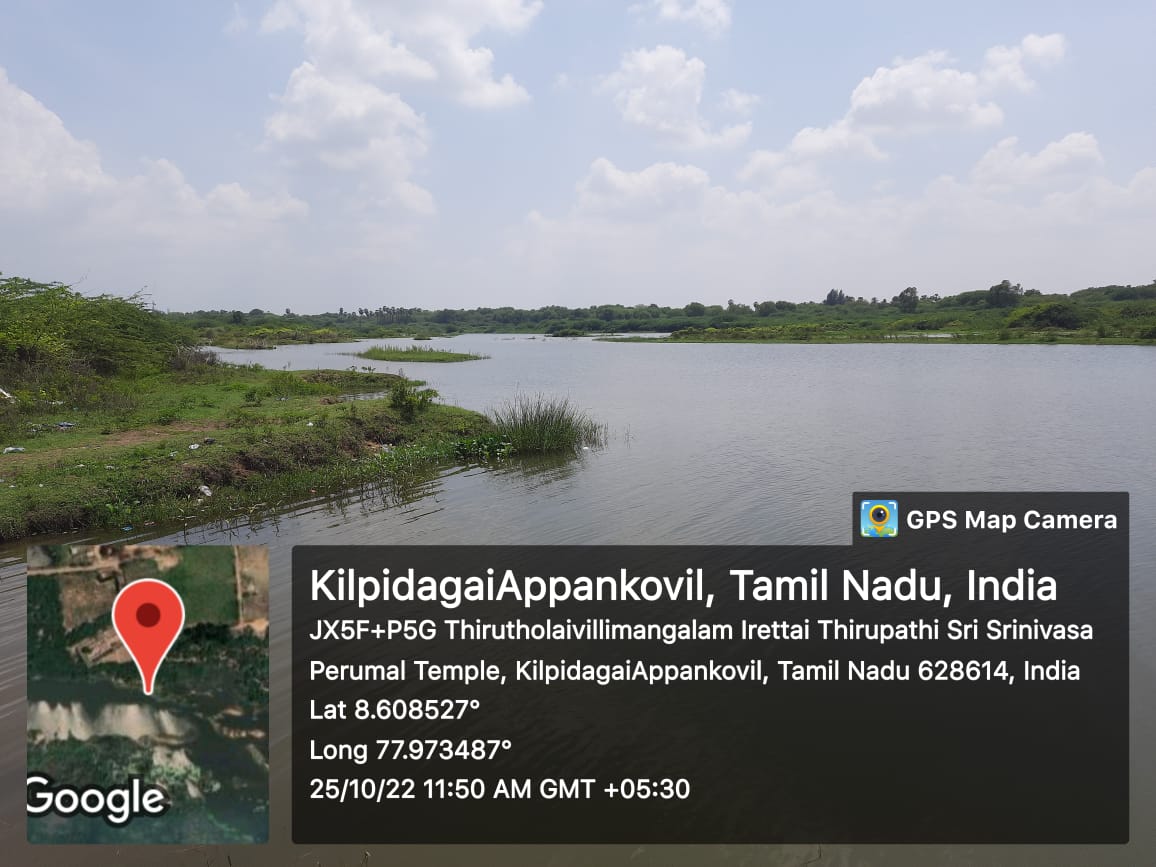 GPS Map Camera
KilpidagaiAppankovil, Tamil Nadu, India
JX5F+P5G Thirutholaivillimangalam Irettai Thirupathi Sri Srinivasa
Perumal Temple, KilpidagaiAppankovil, Tamil Nadu 628614, India
Lat 8.608527°
Long 77.973487°
25/10/22 11:50 AM GMT +05:30
Google